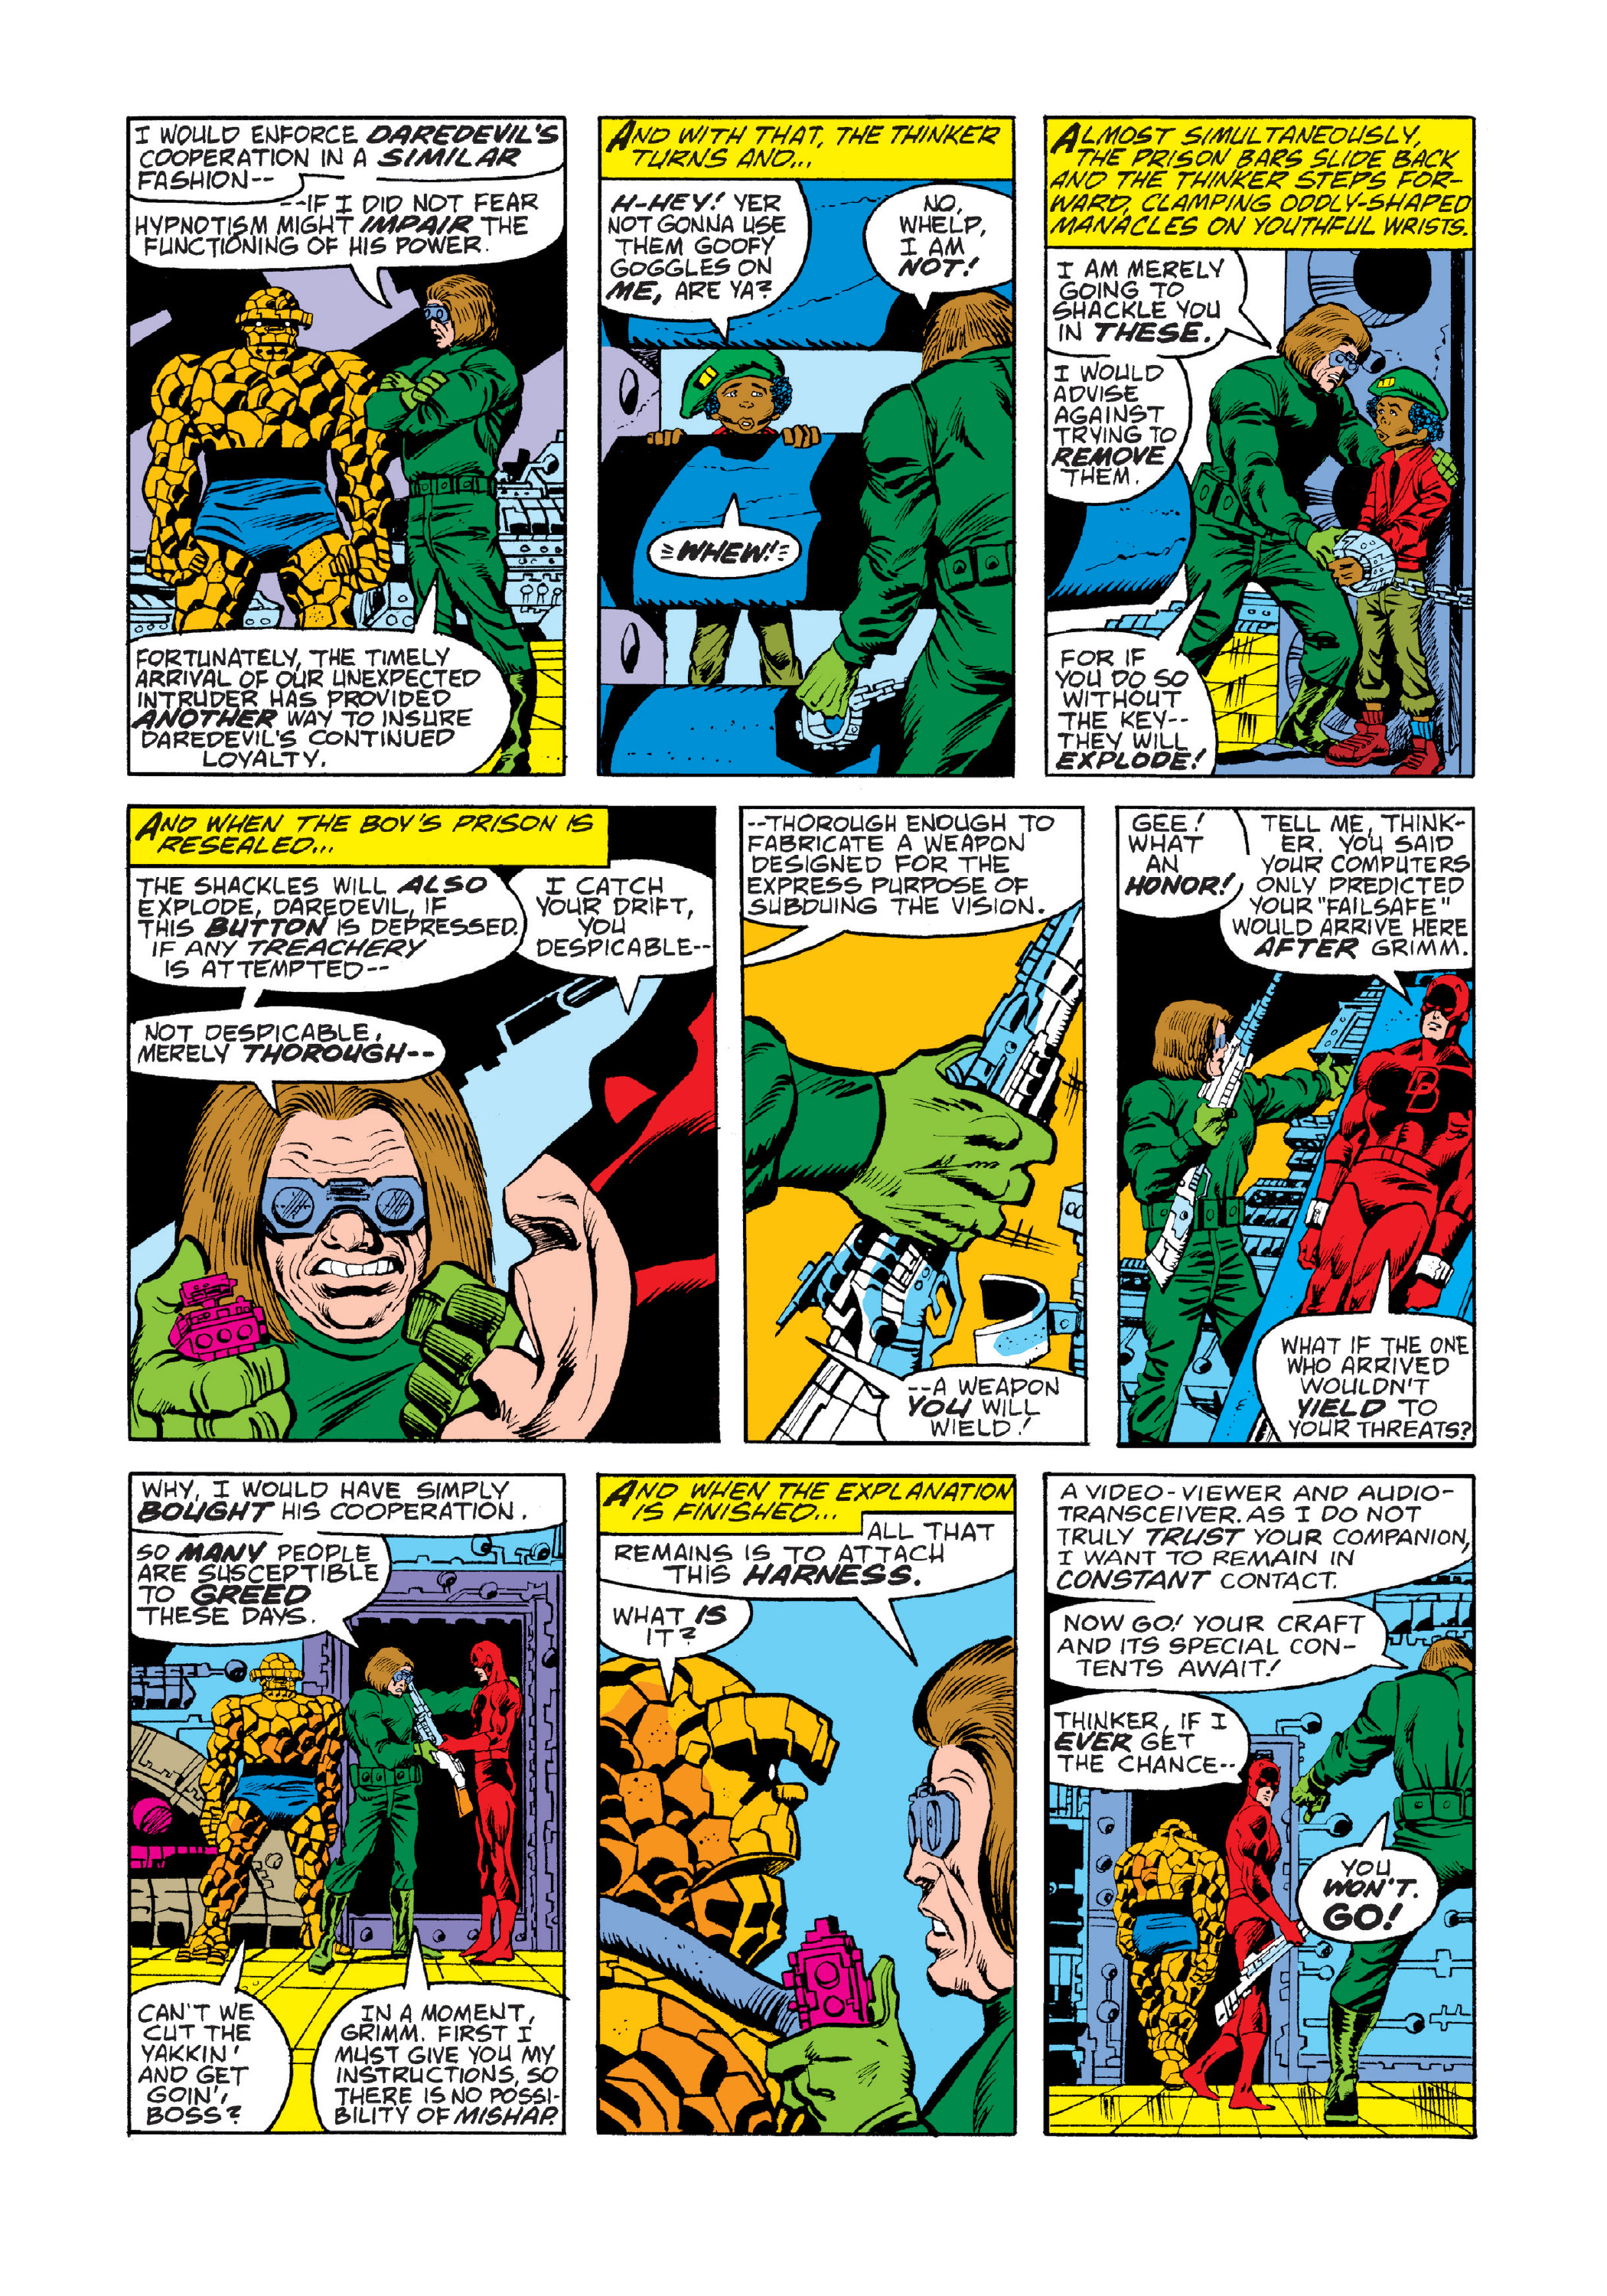 I WOULD ENFORCE DAREDEVIL'S
COOPERATION IN A SIMILAR
FASHION--
--IF I DID NOT FEAR
HYPNOTISM MIGHT IMPAIR THE
FUNCTIONING OF HIS POWER.
FORTUNATELY, THE TIMELY
ARRIVAL OF OUR UNEXPECTED
INTRUDER HAS PROVIDED
ANOTHER WAY TO INSURE
DAREDEVIL'S CONTINUED
LOYALTY.
AND WITH THAT, THE THINKER
TURNS AND...
H-HEY! YER
NOT GONNA USE
THEM GOOFY
GOGGLES ON
ME, ARE YA?
NO,
WHELP,
I AM
NOT!
WHEW!
ALMOST SIMULTANEOUSLY,
THE PRISON BARS SLIDE BACK
AND THE THINKER STEPS FOR-
WARD, CLAMPING ODDLY-SHAPED
MANACLES ON YOUTHFUL WRISTS.
I AM MERELY
GOING TO
SHACKLE YOU
IN THESE.
I WOULD
ADVISE
AGAINST
TRYING TO
REMOVE
THEM.
FOR IF
YOU DO SO
WITHOUT
THE KEY--
THEY WILL
EXPLODE!
AND WHEN THE BOY'S PRISON IS
RESEALED...
THE SHACKLES WILL ALSO
EXPLODE, DAREDEVIL, IF
THIS BUTTON IS DEPRESSED.
IF ANY TREACHERY
IS ATTEMPTED--
I CATCH
YOUR DRIFT,
YOU
DESPICABLE--
NOT DESPICABLE,
MERELY THOROUGH--
--THOROUGH ENOUGH TO
FABRICATE A WEAPON
DESIGNED FOR THE
EXPRESS PURPOSE OF
SUBDUING THE VISION.
--A WEAPON
YOU WILL
WIELD!
GEE!
WHAT
AN
HONOR!
TELL ME, THINK-
ER. YOU SAID
YOUR COMPUTERS
ONLY PREDICTED
YOUR "FAILSAFE"
WOULD ARRIVE HERE
AFTER GRIMM.
DD
WHAT IF THE ONE
WHO ARRIVED
WOULDN'T
YIELD TO
YOUR THREATS?
WHY, I WOULD HAVE SIMPLY
BOUGHT HIS COOPERATION.
SO MANY PEOPLE
ARE SUSCEPTIBLE
TO GREED
THESE DAYS.
CAN'T WE
CUT THE
YAKKIN'
AND GET
GOIN',
BOSS?
IN A MOMENT,
GRIMM. FIRST I
MUST GIVE YOU MY
INSTRUCTIONS, SO
THERE IS NO POSSI-
BILITY OF MISHAP.
AND WHEN THE EXPLANATION
IS FINISHED...
ALL THAT
REMAINS IS TO ATTACH
THIS HARNESS.
WHAT IS
IT?
A VIDEO-VIEWER AND AUDIO-
TRANSCEIVER. AS I DO NOT
TRULY TRUST YOUR COMPANION,
I WANT TO REMAIN IN
CONSTANT CONTACT.
NOW GO! YOUR CRAFT
AND ITS SPECIAL CON-
TENTS AWAIT!
THINKER, IF I
EVER GET
THE CHANCE--
YOU
WON'T.
GO!